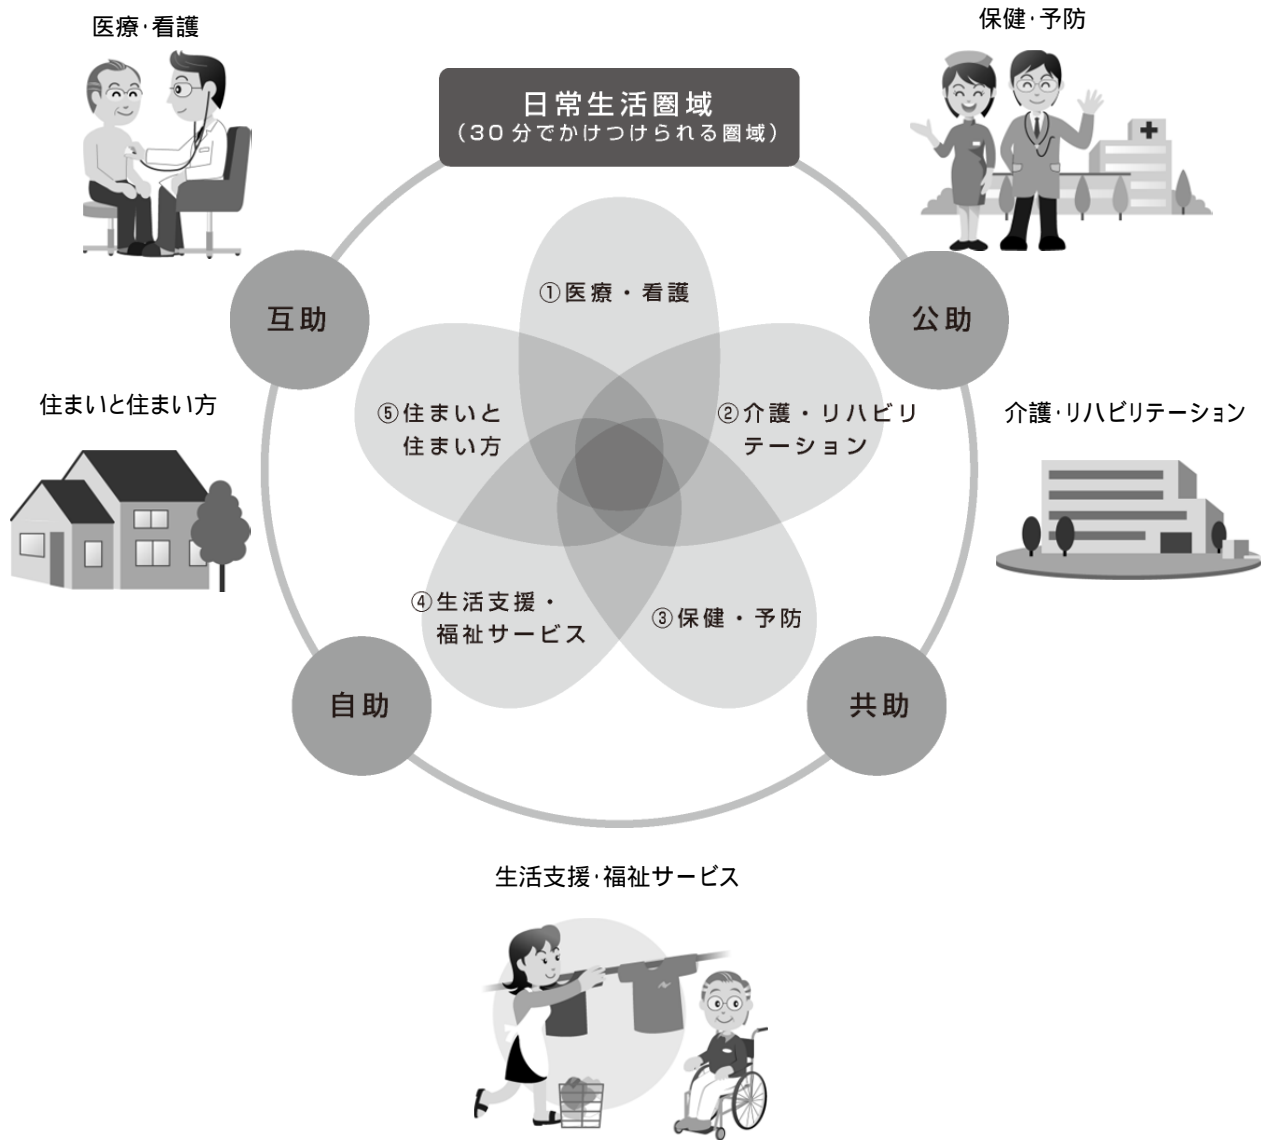 医療・看護
保健・予防
日常生活圏域
（30分でかけつけられる圏域）
①医療・看護
互助
公助
住まいと住まい方
⑤住まいと
住まい方
②介護・リハビリ
テーション
介護・リハビリテーション
④生活支援・
福祉サービス
③保健・予防
自助
共助
生活支援・福祉サービス